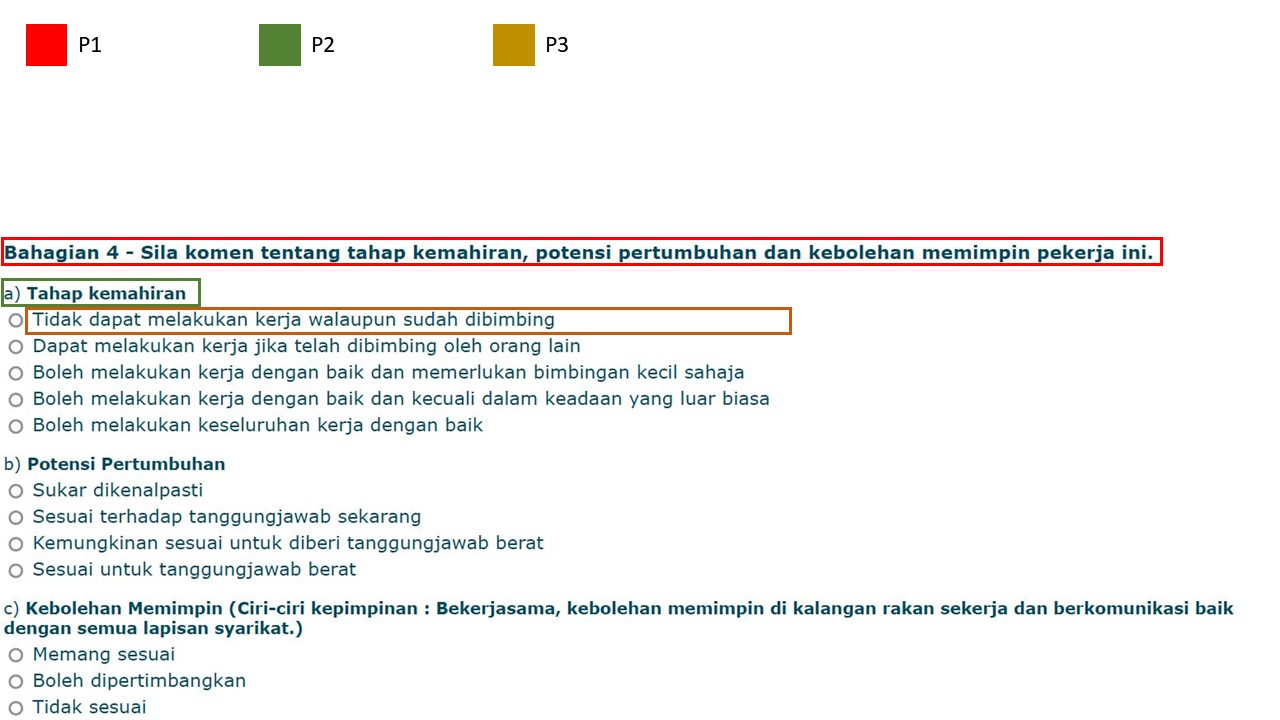 P1 P2 P3
Bahagian 4 - Sila komen tentang tahap kemahiran, potensi pertumbuhan dan kebolehan memimpin pekerja ini.
a) Tahap kemahiran
Tidak dapat melakukan kerja walaupun sudah dibimbing
Dapat melakukan kerja jika telah dibimbing oleh orang lain
Boleh melakukan kerja dengan baik dan memerlukan bimbingan kecil sahaja
Boleh melakukan kerja dengan baik dan kecuali dalam keadaan yang luar biasa
Boleh melakukan keseluruhan kerja dengan baik
b) Potensi Pertumbuhan
Sukar dikenalpasti
Sesuai terhadap tanggungjawab sekarang
Kemungkinan sesuai untuk diberi tanggungjawab berat
Sesuai untuk tanggungjawab berat
c) Kebolehan Memimpin (Ciri-ciri kepimpinan : Bekerjasama, kebolehan memimpin di kalangan rakan sekerja dan berkomunikasi baik
dengan semua lapisan syarikat.)
Memang sesuai
Boleh dipertimbangkan
Tidak sesuai